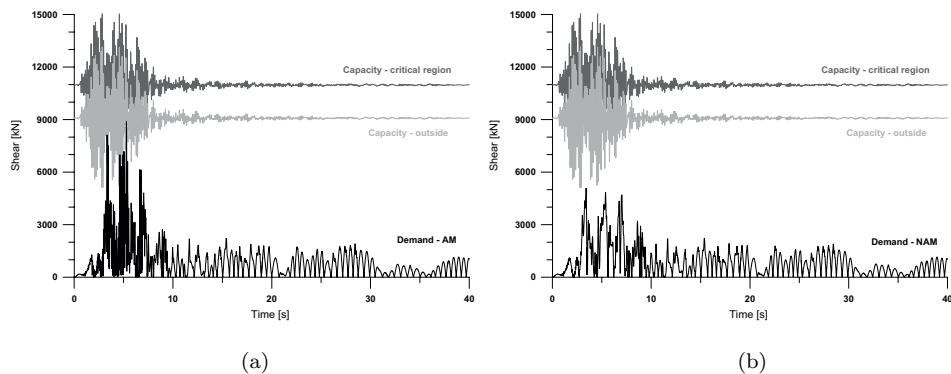 15000
12000
9000
6000
3000
0
Shear [kN]
Capacity - critical region
Capacity - outside
Demand - AM
0
10
20
30
40
Time [s]
(a)
15000
12000
9000
6000
3000
0
Shear [kN]
Capacity - critical region
Capacity - outside
Demand - NAM
0
10
20
30
40
Time [s]
(b)